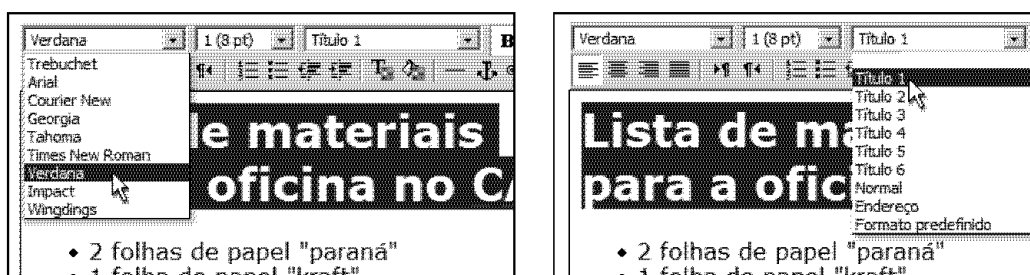 Verdana 1 (8 pt) Título 1 B
Trebuchet
Arial
Courier New
Georgia
Tahoma
Times New Roman
Verdana
Impact
Wingdings
e materiais
oficina no CA
• 2 folhas de papel "paraná"
• 1 folha de papel "kraft"
Verdana 1 (8 pt) Título 1
Título 1
Título 2
Título 3
Título 4
Título 5
Título 6
Normal
Endereço
Formato predefinido
Lista de ma
para a ofic
• 2 folhas de papel "paraná"
• 1 folha de papel "kraft"